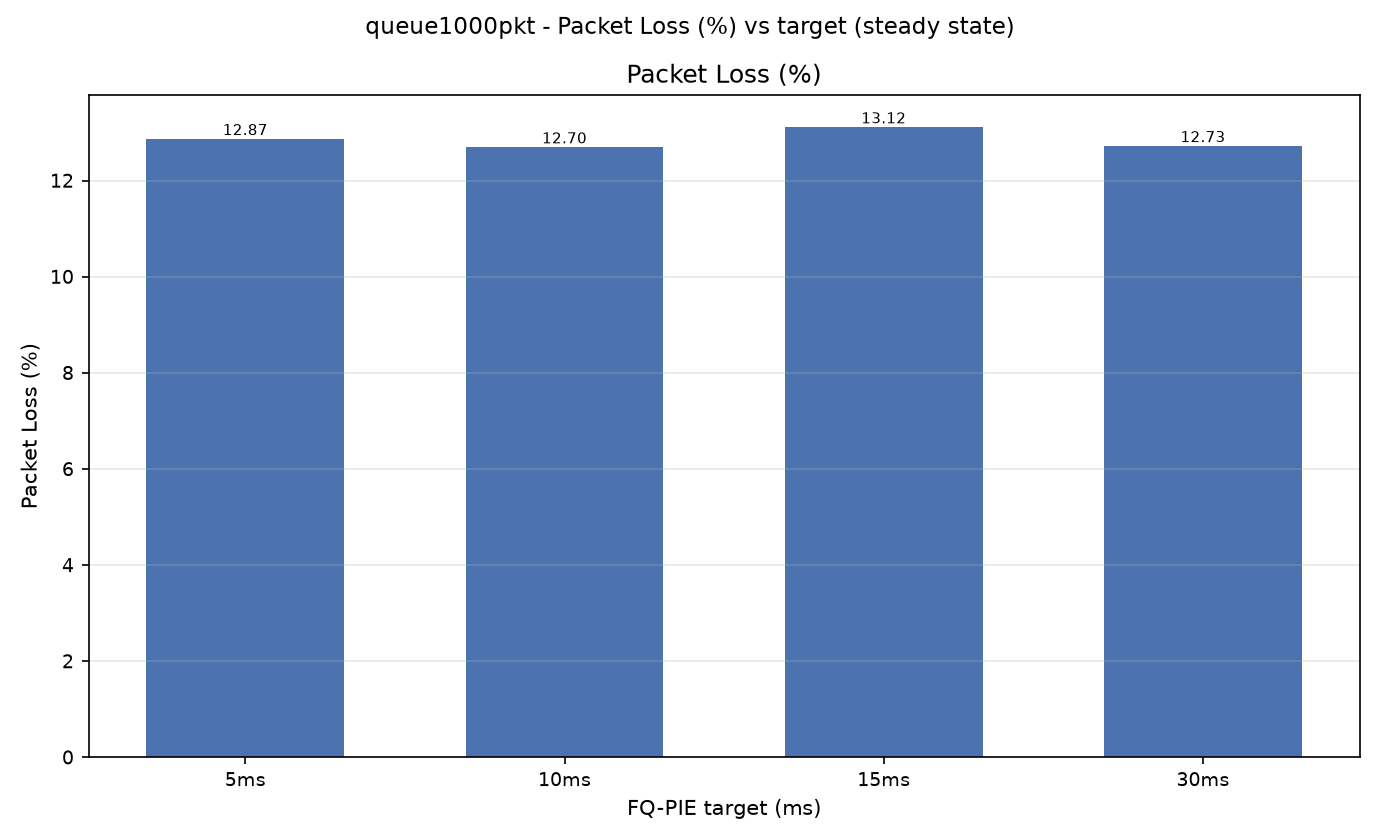 queue1000pkt - Packet Loss (%) vs target (steady state)
Packet Loss (%)
12.87
12.70
13.12
12.73
12
10
8
6
4
2
0
Packet Loss (%)
5ms
10ms
15ms
30ms
FQ-PIE target (ms)